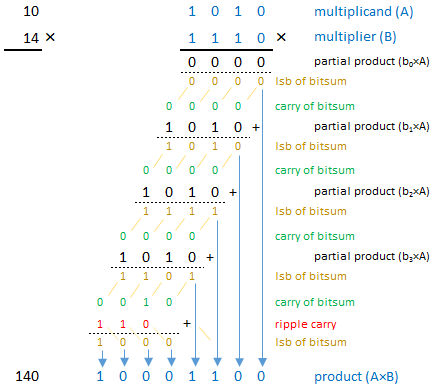 10 1 0 1 0 multiplicand (A)
14 × 1 1 1 0 × multiplier (B)
0 0 0 0 partial product (b₀×A)
0 0 0 0 lsb of bitsum
0 0 0 0 carry of bitsum
1 0 1 0 + partial product (b₁×A)
1 0 1 0 lsb of bitsum
0 0 0 0 carry of bitsum
1 0 1 0 + partial product (b₂×A)
1 1 1 1 lsb of bitsum
0 0 0 0 carry of bitsum
1 0 1 0 + partial product (b₃×A)
1 1 0 1 lsb of bitsum
0 0 1 0 carry of bitsum
1 1 0 + ripple carry
1 0 0 0 lsb of bitsum
140 1 0 0 0 1 1 0 0 product (A×B)